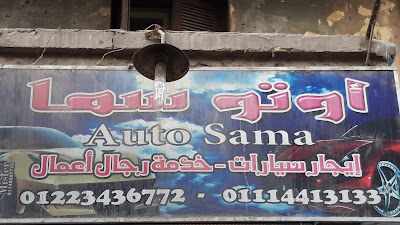 أوتو سما
Auto Sama
إيجار سيارات - خدمة رجال أعمال
01223436772 - 01114413133